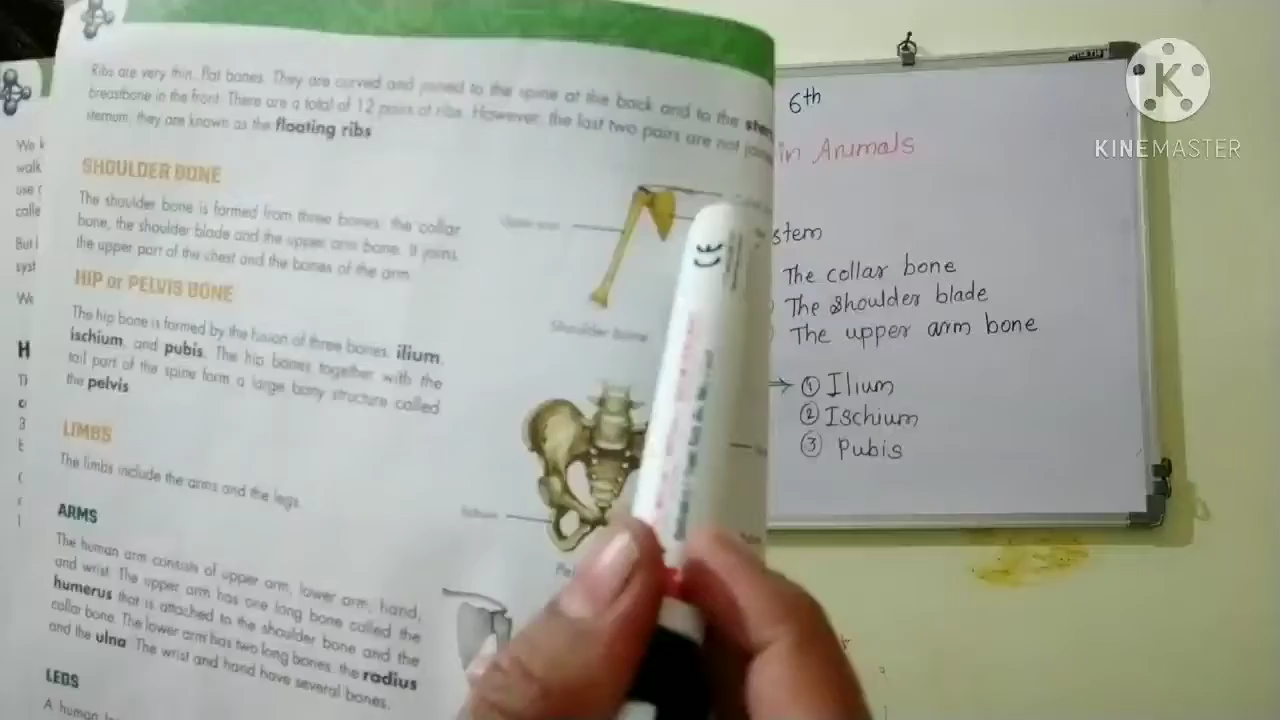 Ribs are very thin, flat bones. They are curved and joined to the spine at the back and to the
breastbone in the front. There are a total of 12 pairs of ribs. However, the last two pairs are not
sternum, they are known as the floating ribs
SHOULDER BONE
The shoulder bone is formed from three bones: the collar
bone, the shoulder blade and the upper arm bone. It joins
the upper part of the chest and the bones of the arm.
Shoulder bone
HIP or PELVIS BONE
The hip bone is formed by the fusion of three bones, ilium,
ischium, and pubis. The hip bones together with the
tail part of the spine form a large bony structure called
the pelvis
LIMBS
The limbs include the arms and the legs.
ARMS
The human arm consists of upper arm, lower arm, hand,
and wrist. The upper arm has one long bone called the
humerus that is attached to the shoulder bone and the
collar bone. The lower arm has two long bones, the radius
and the ulna. The wrist and hand have several bones.
LEGS
A human
We
walk
use
calle
But
syst
We
H
6th
in Animals
stem
The collar bone
The shoulder blade
The upper arm bone
→ ① Ilium
② Ischium
③ Pubis
K
KINEMASTER